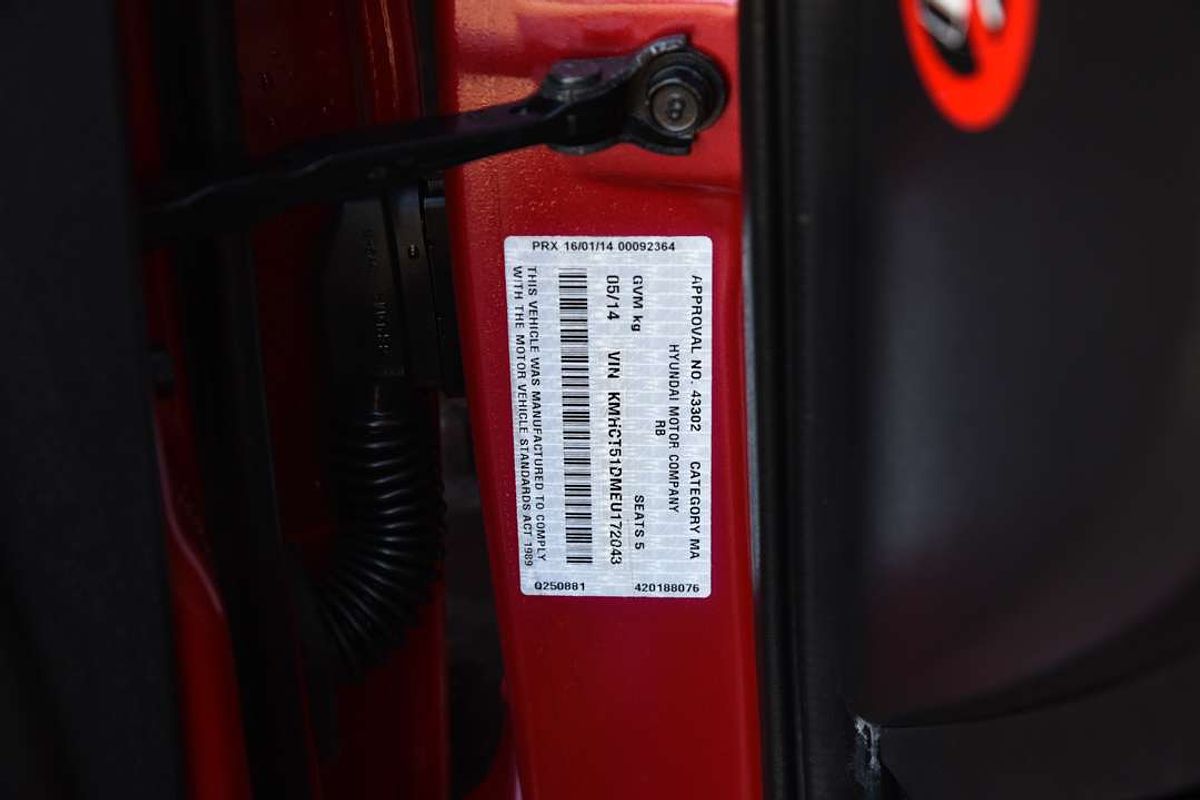 PRX 16/01/14 00092364
APPROVAL NO. 43302 CATEGORY MA
HYUNDAI MOTOR COMPANY
RB
GVM kg SEATS 5
05/14 VIN KMHCT51DMEU172043
THIS VEHICLE WAS MANUFACTURED TO COMPLY
WITH THE MOTOR VEHICLE STANDARDS ACT 1989
Q250881 420188076